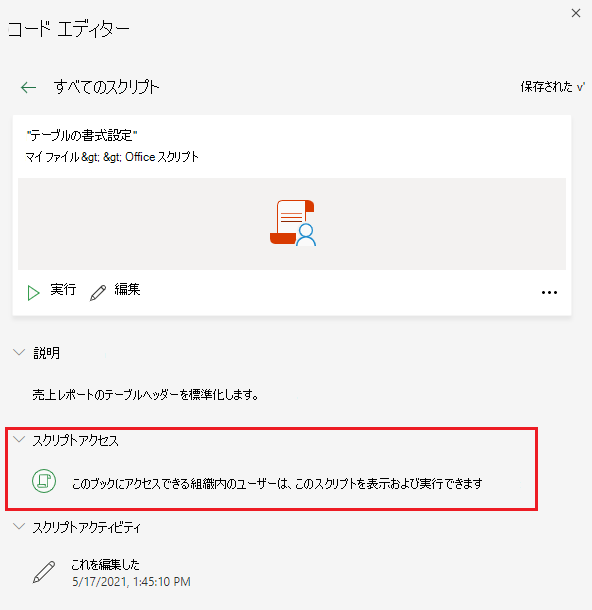 コード エディター
すべてのスクリプト
保存された v'
"テーブルの書式設定"
マイ ファイル &gt; &gt; Office スクリプト
実行
編集
説明
売上レポートのテーブルヘッダーを標準化します。
スクリプトアクセス
このブックにアクセスできる組織内のユーザーは、このスクリプトを表示および実行できます
スクリプトアクティビティ
これを編集した
5/17/2021, 1:45:10 PM